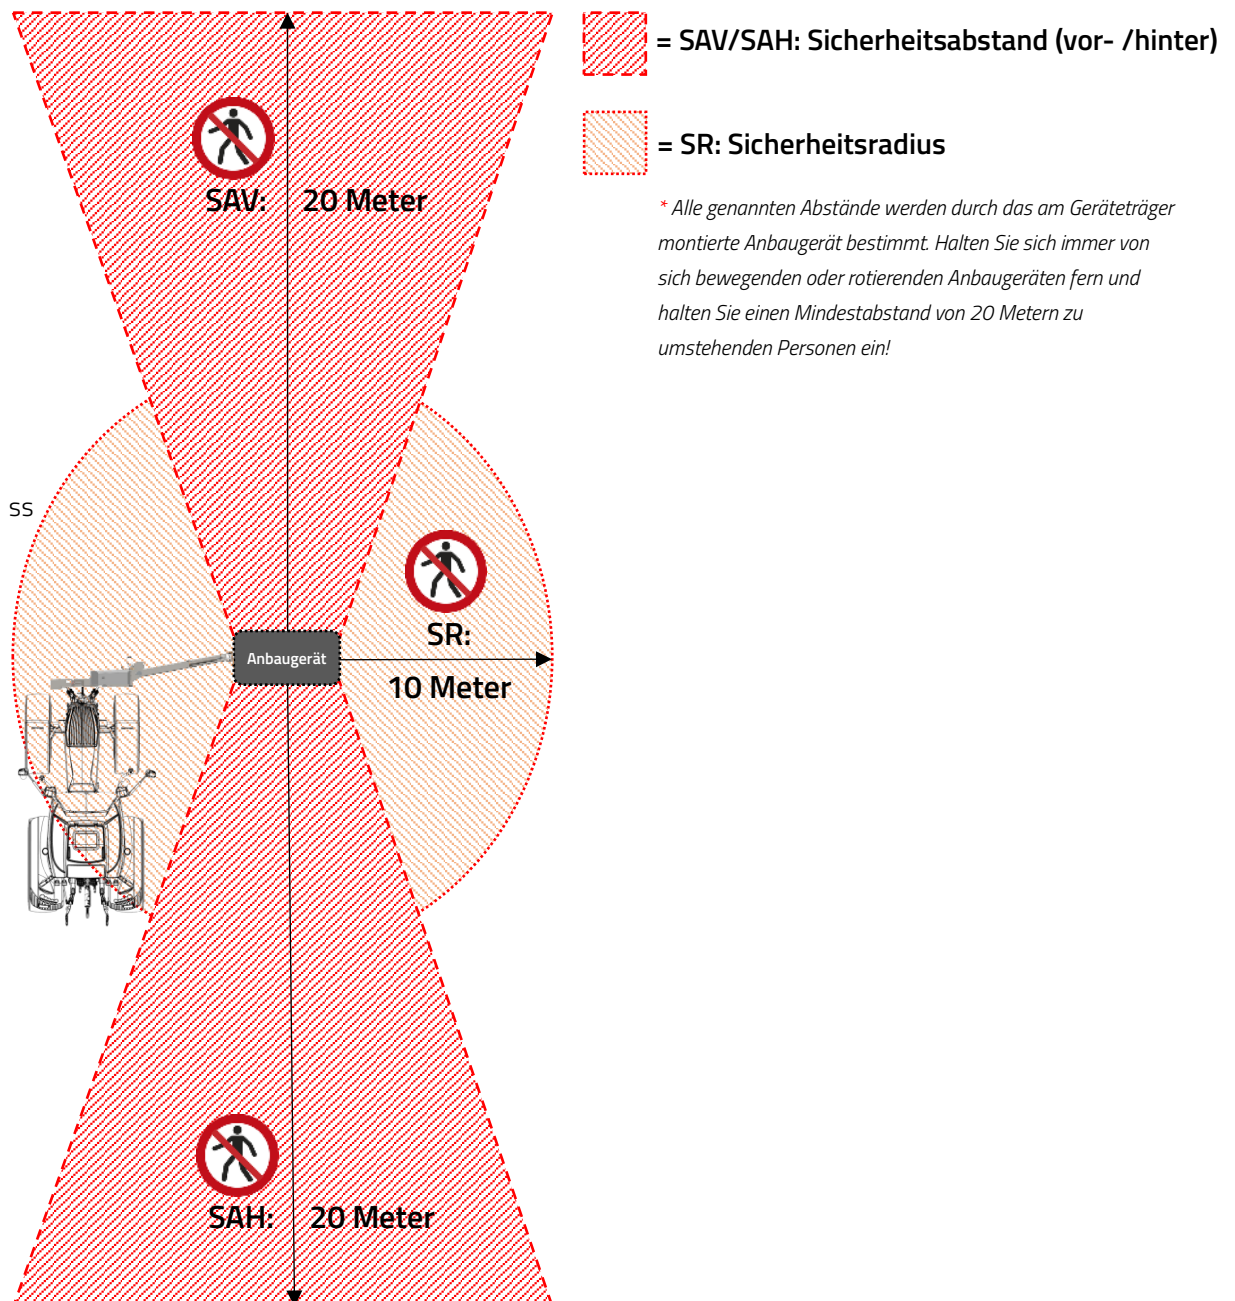 = SAV/SAH: Sicherheitsabstand (vor- /hinter)
= SR: Sicherheitsradius
* Alle genannten Abstände werden durch das am Geräteträger
montierte Anbaugerät bestimmt. Halten Sie sich immer von
sich bewegenden oder rotierenden Anbaugeräten fern und
halten Sie einen Mindestabstand von 20 Metern zu
umstehenden Personen ein!
SAV: 20 Meter
SS
SR:
Anbaugerät
10 Meter
SAH: 20 Meter